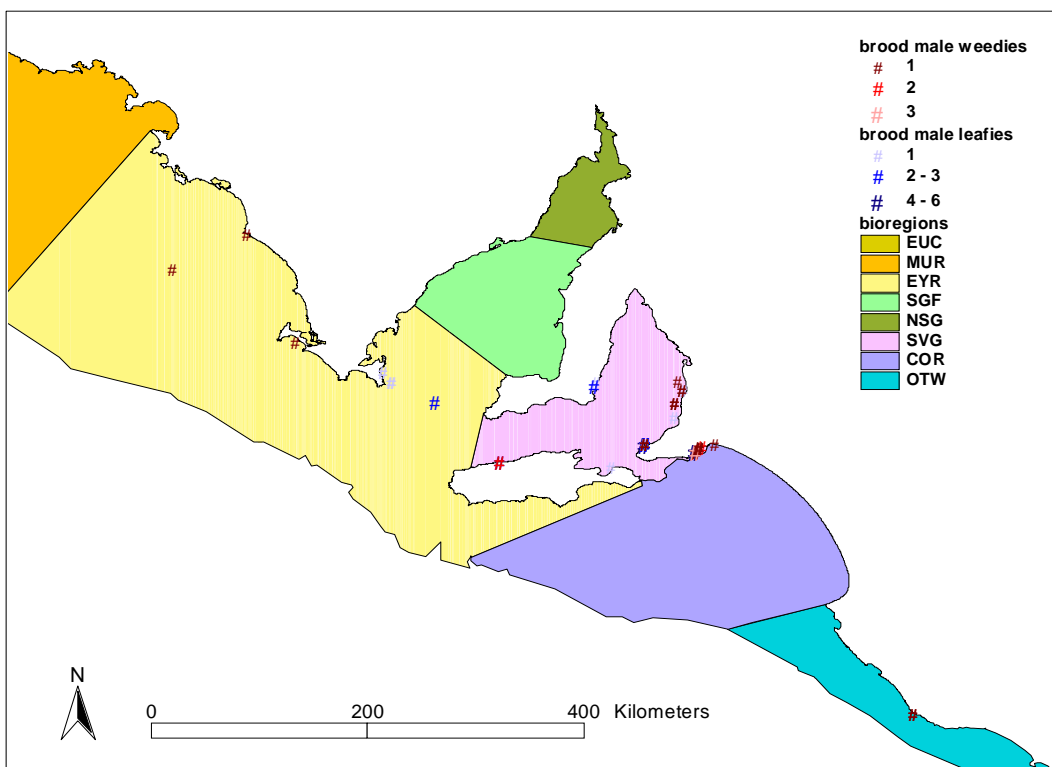 brood male weedies
# 1
# 2
# 3
brood male leafies
# 1
# 2 - 3
# 4 - 6
bioregions
EUC
MUR
EYR
SGF
NSG
SVG
COR
OTW
N
0 200 400 Kilometers